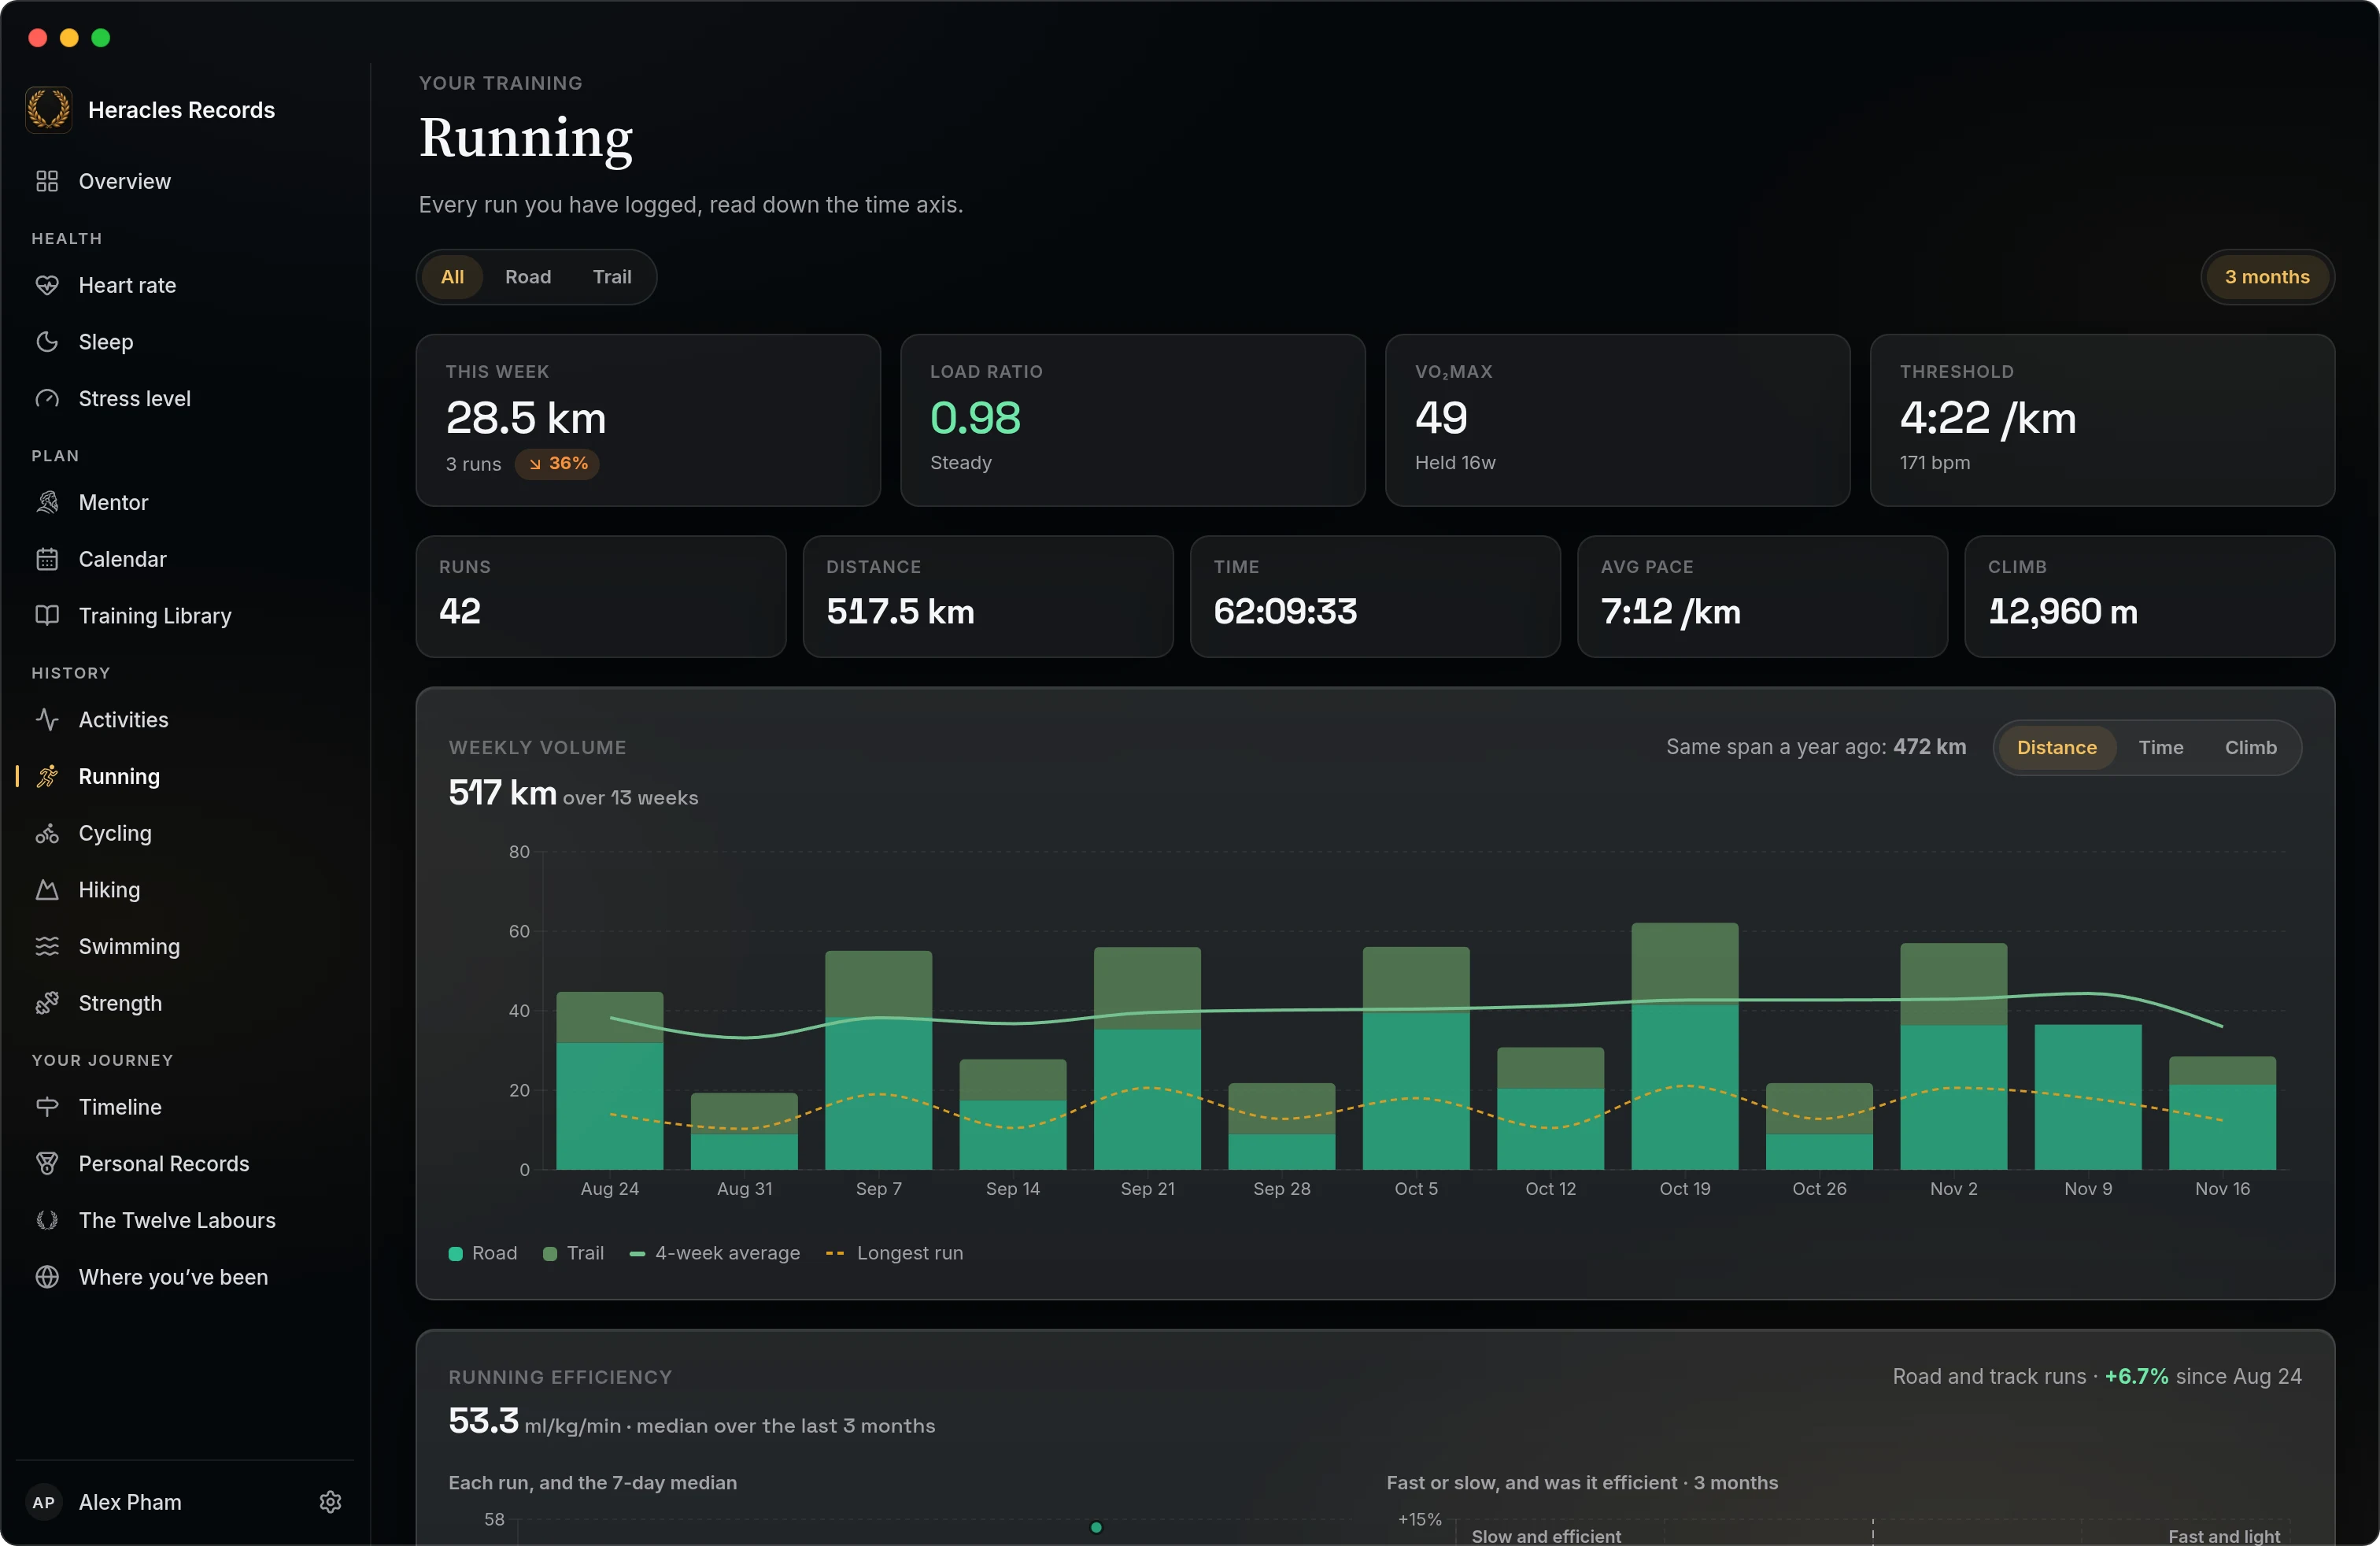 Heracles Records
Overview
HEALTH
Heart rate
Sleep
Stress level
PLAN
Mentor
Calendar
Training Library
HISTORY
Activities
Running
Cycling
Hiking
Swimming
Strength
YOUR JOURNEY
Timeline
Personal Records
The Twelve Labours
Where you’ve been
AP Alex Pham
YOUR TRAINING
Running
Every run you have logged, read down the time axis.
All Road Trail
3 months
THIS WEEK
28.5 km
3 runs ↘ 36%
LOAD RATIO
0.98
Steady
VO₂MAX
49
Held 16w
THRESHOLD
4:22 /km
171 bpm
RUNS
42
DISTANCE
517.5 km
TIME
62:09:33
AVG PACE
7:12 /km
CLIMB
12,960 m
WEEKLY VOLUME
517 km over 13 weeks
Same span a year ago: 472 km
Distance Time Climb
80
60
40
20
0
Aug 24 Aug 31 Sep 7 Sep 14 Sep 21 Sep 28 Oct 5 Oct 12 Oct 19 Oct 26 Nov 2 Nov 9 Nov 16
Road Trail 4-week average Longest run
RUNNING EFFICIENCY
53.3 ml/kg/min · median over the last 3 months
Road and track runs · +6.7% since Aug 24
Each run, and the 7-day median
58
Fast or slow, and was it efficient · 3 months
+15%
Slow and efficient
Fast and light